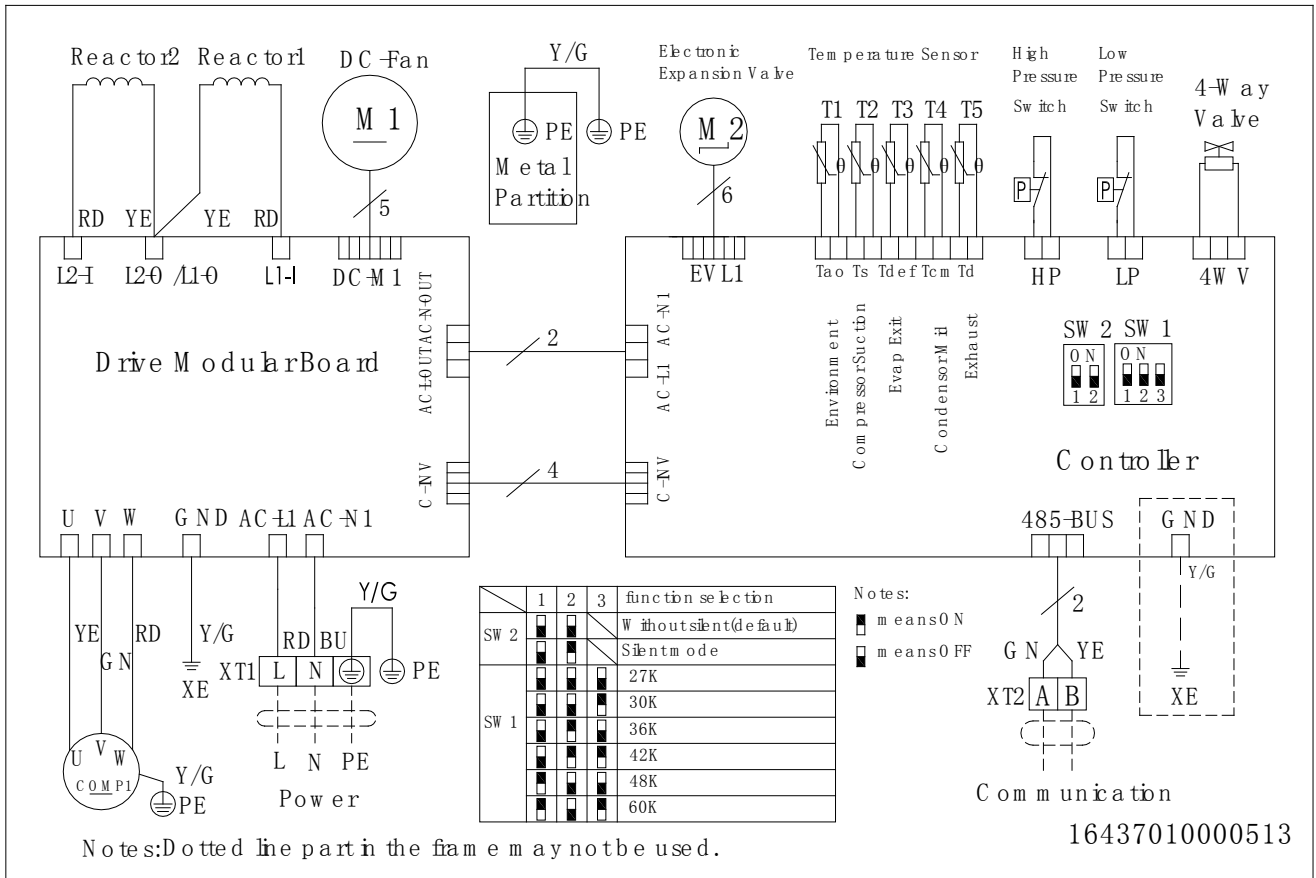 Reactor2 Reactor1 DC-Fan
Y/G
Electronic
Expansion Valve
Temperature Sensor
High
Pressure
Switch
Low
Pressure
Switch
4-Way
Valve
M1
PE PE
Metal
Partition
M2
T1 T2 T3 T4 T5
θ θ θ θ θ
P P
RD YE YE RD 5
6
L2-I L2-O /L1-O L1-I DC-M1
EVL1
Tao Ts Tdef Tcm Td
HP LP 4WV
AC-LOUT AC-N-OUT
2
AC-L1 AC-N1
Environment
Compressor Suction
Evap Exit
Condensor Mid
Exhaust
SW2 SW1
ON ON
1 2 1 2 3
Drive Modular Board
C-INV
4
C-INV
Controller
U V W GND AC-L1 AC-N1
485-BUS GND
YE GN RD
Y/G
XE
RD BU
Y/G
XT1 L N
PE
L N PE
Power
U V W
COMP1
Y/G
PE
1 2 3 function selection
SW2 Without silent(default)
Silent mode
SW1 27K
30K
36K
42K
48K
60K
Notes:
means ON
means OFF
2
GN YE
XT2 A B
Communication
Y/G
XE
16437010000513
Notes:Dotted line part in the frame may not be used.